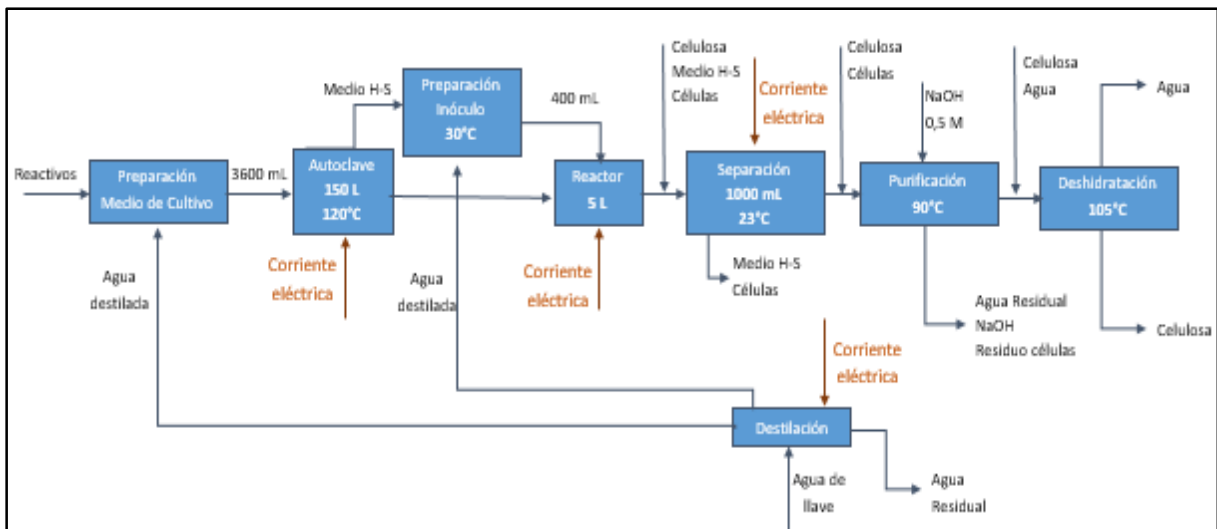 Reactivos
Preparación
Medio de Cultivo
3600 mL
Autoclave
150 L
120°C
Medio H-S
Preparación
Inóculo
30°C
400 mL
Reactor
5 L
Celulosa
Medio H-S
Células
Corriente
eléctrica
Separación
1000 mL
23°C
Celulosa
Células
NaOH
0,5 M
Purificación
90°C
Celulosa
Agua
Deshidratación
105°C
Agua
Agua
destilada
Corriente
eléctrica
Agua
destilada
Corriente
eléctrica
Medio H-S
Células
Agua Residual
NaOH
Residuo células
Celulosa
Corriente
eléctrica
Destilación
Agua de
llave
Agua
Residual